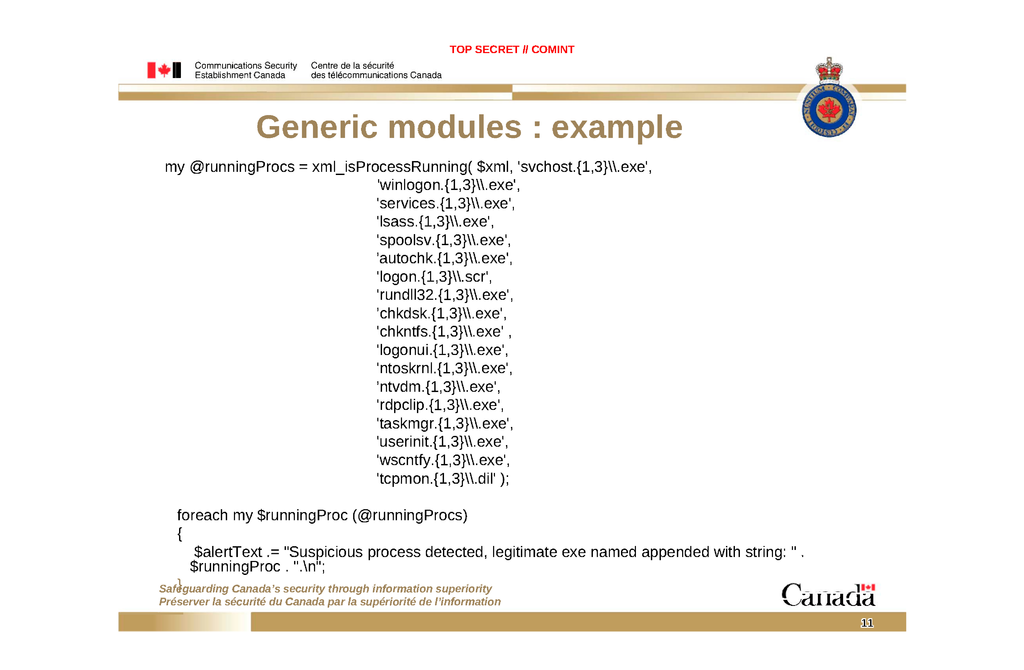 TOP SECRET // COMINT
Communications Security
Establishment Canada
Centre de la sécurité
des télécommunications Canada
Generic modules : example
my @runningProcs = xml_isProcessRunning( $xml, 'svchost.{1,3}\\.exe',
'winlogon.{1,3}\\.exe',
'services.{1,3}\\.exe',
'lsass.{1,3}\\.exe',
'spoolsv.{1,3}\\.exe',
'autochk.{1,3}\\.exe',
'logon.{1,3}\\.scr',
'rundll32.{1,3}\\.exe',
'chkdsk.{1,3}\\.exe',
'chkntfs.{1,3}\\.exe' ,
'logonui.{1,3}\\.exe',
'ntoskrnl.{1,3}\\.exe',
'ntvdm.{1,3}\\.exe',
'rdpclip.{1,3}\\.exe',
'taskmgr.{1,3}\\.exe',
'userinit.{1,3}\\.exe',
'wscntfy.{1,3}\\.exe',
'tcpmon.{1,3}\\.dil' );
foreach my $runningProc (@runningProcs)
{
$alertText .= "Suspicious process detected, legitimate exe named appended with string: " .
$runningProc . ".\n";
}
Safeguarding Canada's security through information superiority
Préserver la sécurité du Canada par la supériorité de l'information
Canada
11